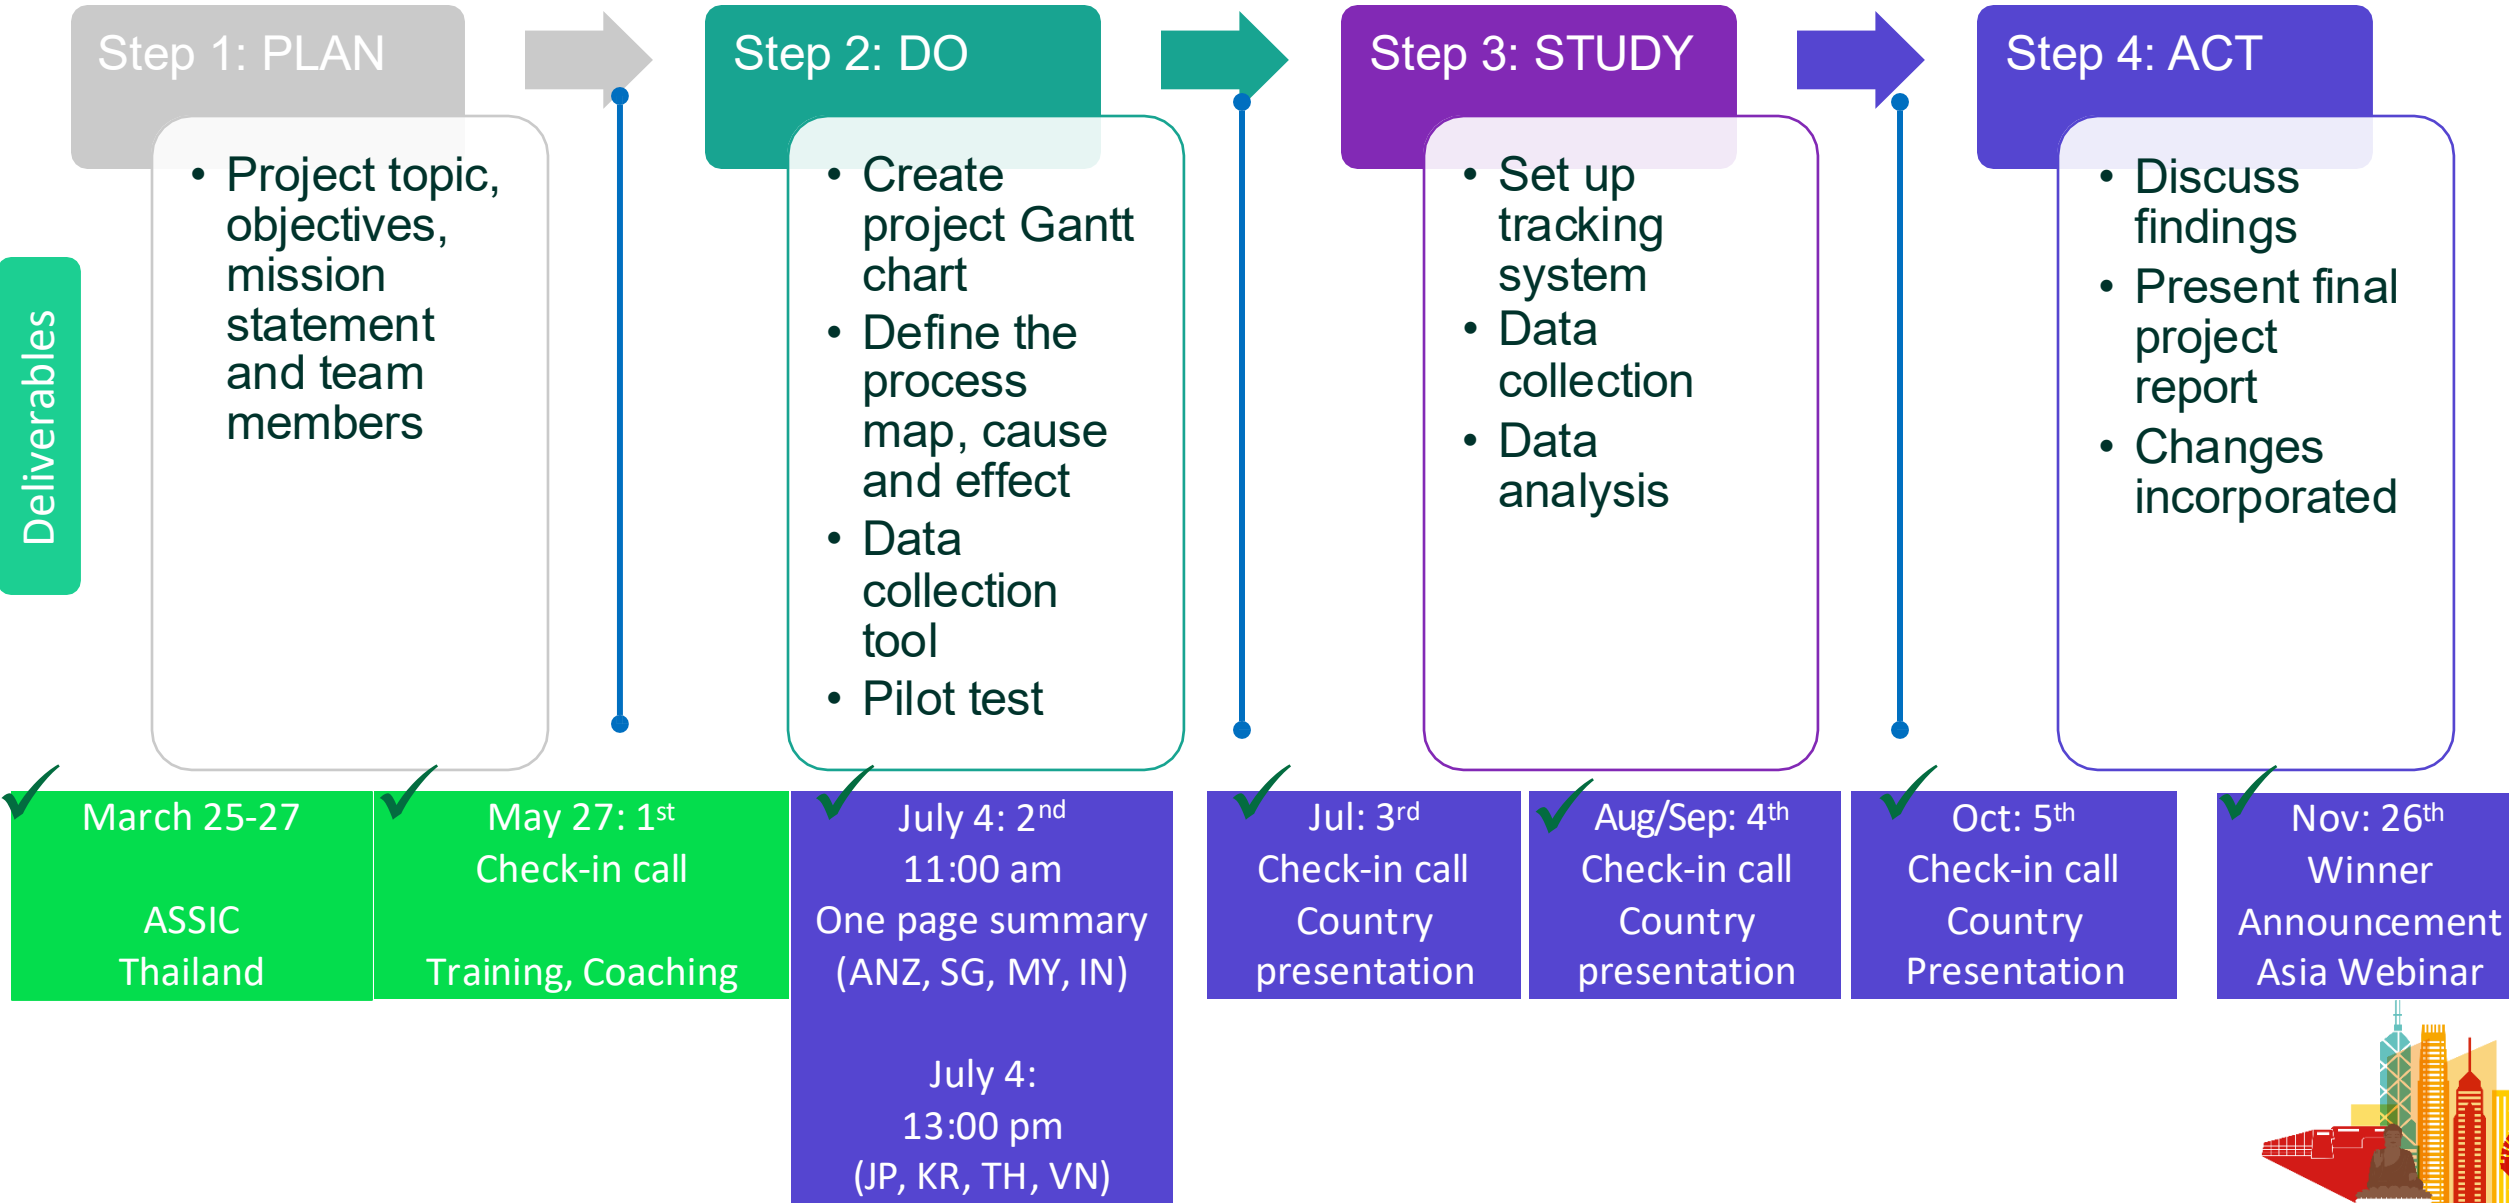 Step 1: PLAN
• Project topic,
objectives,
mission
statement
and team
members
Step 2: DO
• Create
project Gantt
chart
• Define the
process
map, cause
and effect
• Data
collection
tool
• Pilot test
Step 3: STUDY
• Set up
tracking
system
• Data
collection
• Data
analysis
Step 4: ACT
• Discuss
findings
• Present final
project
report
• Changes
incorporated
Deliverables
March 25-27
ASSIC
Thailand
May 27: 1st
Check-in call
Training, Coaching
July 4: 2nd
11:00 am
One page summary
(ANZ, SG, MY, IN)
July 4:
13:00 pm
(JP, KR, TH, VN)
Jul: 3rd
Check-in call
Country
presentation
Aug/Sep: 4th
Check-in call
Country
presentation
Oct: 5th
Check-in call
Country
Presentation
Nov: 26th
Winner
Announcement
Asia Webinar